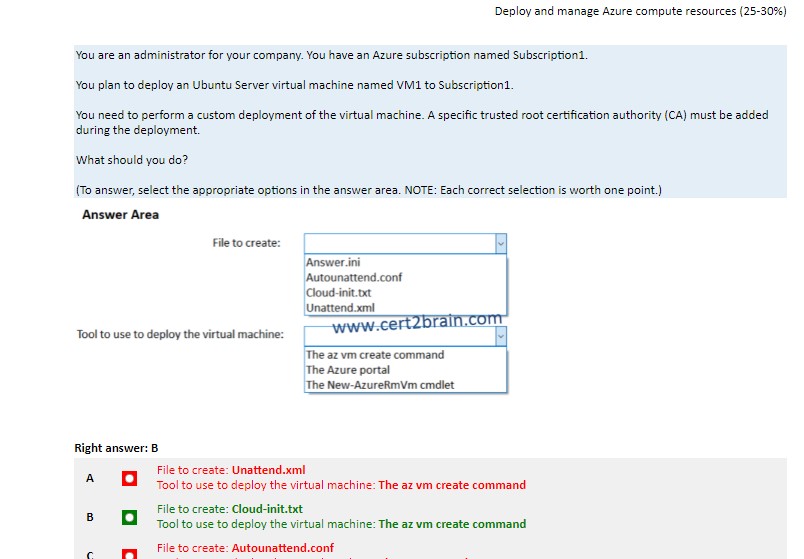 Deploy and manage Azure compute resources (25-30%)
You are an administrator for your company. You have an Azure subscription named Subscription1.
You plan to deploy an Ubuntu Server virtual machine named VM1 to Subscription1.
You need to perform a custom deployment of the virtual machine. A specific trusted root certification authority (CA) must be added
during the deployment.
What should you do?
(To answer, select the appropriate options in the answer area. NOTE: Each correct selection is worth one point.)
Answer Area
File to create:
Answer.ini
Autounattend.conf
Cloud-init.txt
Unattend.xml
www.cert2brain.com
Tool to use to deploy the virtual machine:
The az vm create command
The Azure portal
The New-AzureRmVm cmdlet
Right answer: B
A
File to create: Unattend.xml
Tool to use to deploy the virtual machine: The az vm create command
B
File to create: Cloud-init.txt
Tool to use to deploy the virtual machine: The az vm create command
C
File to create: Autounattend.conf